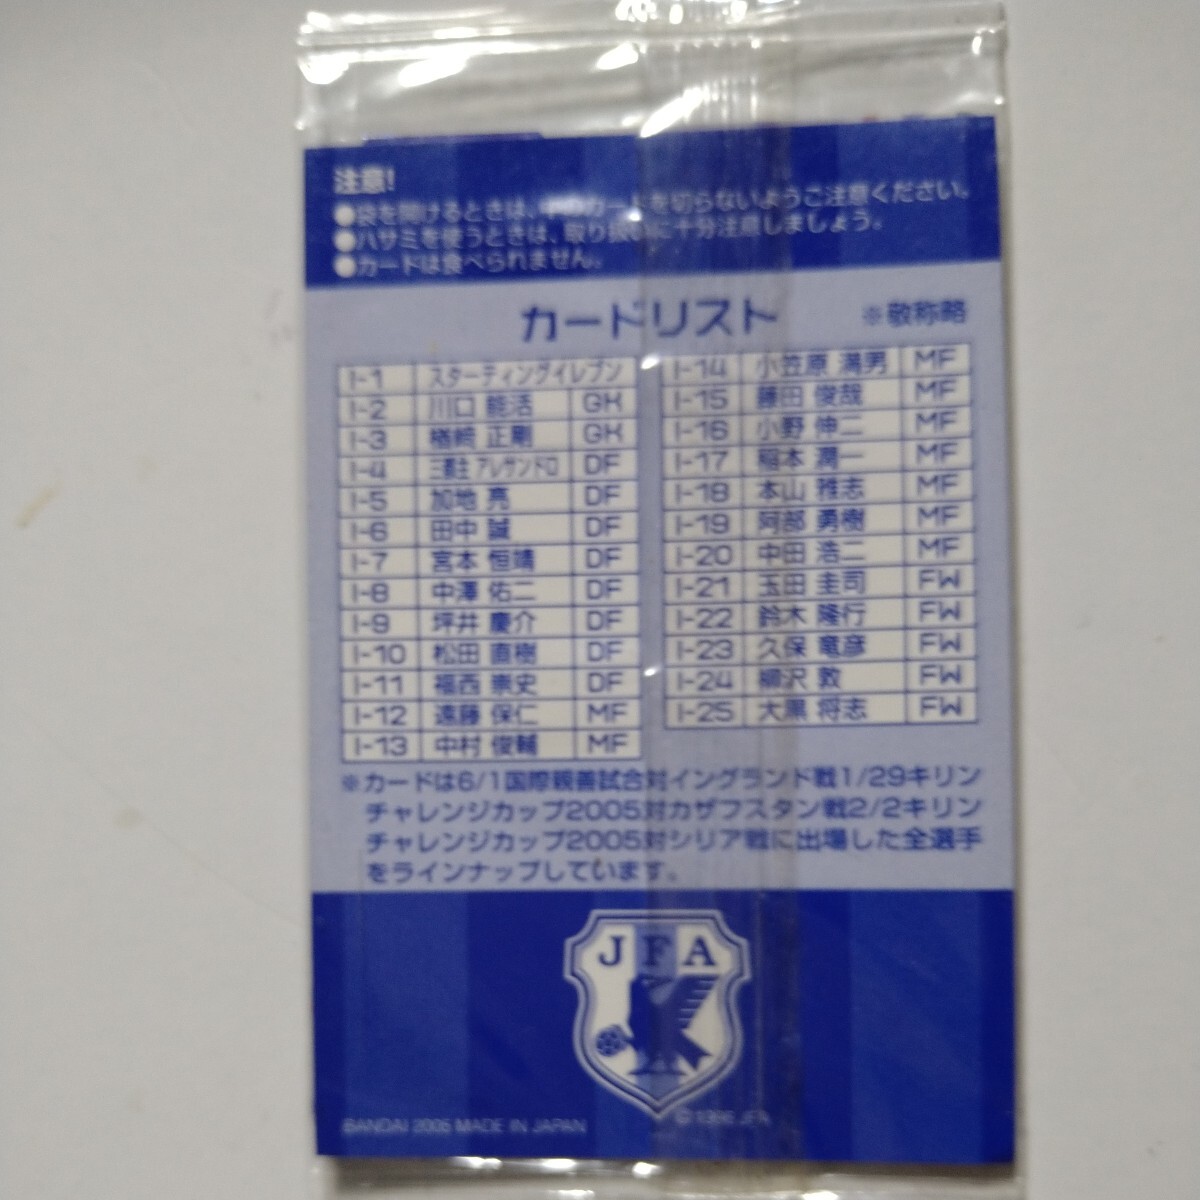 注意!
●袋を開けるときは、中のカードを切らないようご注意ください。
●ハサミを使うときは、取り扱いに十分注意しましょう。
●カードは食べられません。
カードリスト ※敬称略
I-1 スターティングイレブン
I-2 川口 能活 GK
I-3 楢﨑 正剛 GK
I-4 三都主 アレサンドロ DF
I-5 加地 亮 DF
I-6 田中 誠 DF
I-7 宮本 恒靖 DF
I-8 中澤 佑二 DF
I-9 坪井 慶介 DF
I-10 松田 直樹 DF
I-11 福西 崇史 DF
I-12 遠藤 保仁 MF
I-13 中村 俊輔 MF
I-14 小笠原 満男 MF
I-15 藤田 俊哉 MF
I-16 小野 伸二 MF
I-17 稲本 潤一 MF
I-18 本山 雅志 MF
I-19 阿部 勇樹 MF
I-20 中田 浩二 MF
I-21 玉田 圭司 FW
I-22 鈴木 隆行 FW
I-23 久保 竜彦 FW
I-24 柳沢 敦 FW
I-25 大黒 将志 FW
※カードは6/1国際親善試合対イングランド戦1/29キリン
チャレンジカップ2005対カザフスタン戦2/2キリン
チャレンジカップ2005対シリア戦に出場した全選手
をラインナップしています。
JFA
©1996 JFA
BANDAI 2005 MADE IN JAPAN